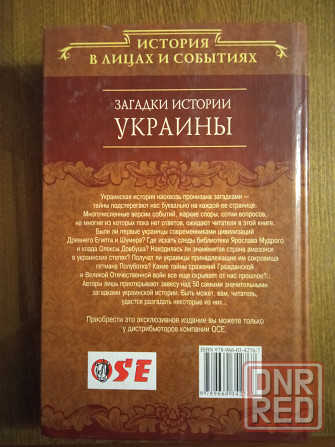 ИСТОРИЯ
В ЛИЦАХ И СОБЫТИЯХ
ЗАГАДКИ ИСТОРИИ
УКРАИНЫ
Украинская история насквозь пронизана загадками —
тайны подстерегают нас буквально на каждой ее странице.
Многочисленные версии событий, жаркие споры, сотни вопросов,
на многие из которых пока нет ответов, ожидают читателя в этой книге.
Были ли первые украинцы современниками цивилизаций
Древнего Египта и Шумера? Где искать следы библиотеки Ярослава Мудрого
и клада Олексы Довбуша? Находилась ли знаменитая страна амазонок
в украинских степях? Получат ли украинцы принадлежащие им сокровища
гетмана Полуботка? Какие тайны сражений Гражданской
и Великой Отечественной войн все еще скрывает от нас прошлое?..
Авторы лишь приоткрывают завесу над 50 самыми значительными
загадками украинской истории. Быть может, вам, читатель,
удастся разгадать некоторые из них...
Приобрести это эксклюзивное издание вы можете только
у дистрибьюторов компании OSE.
OSE
ISBN 978-966-03-4276-7
DNR
RED